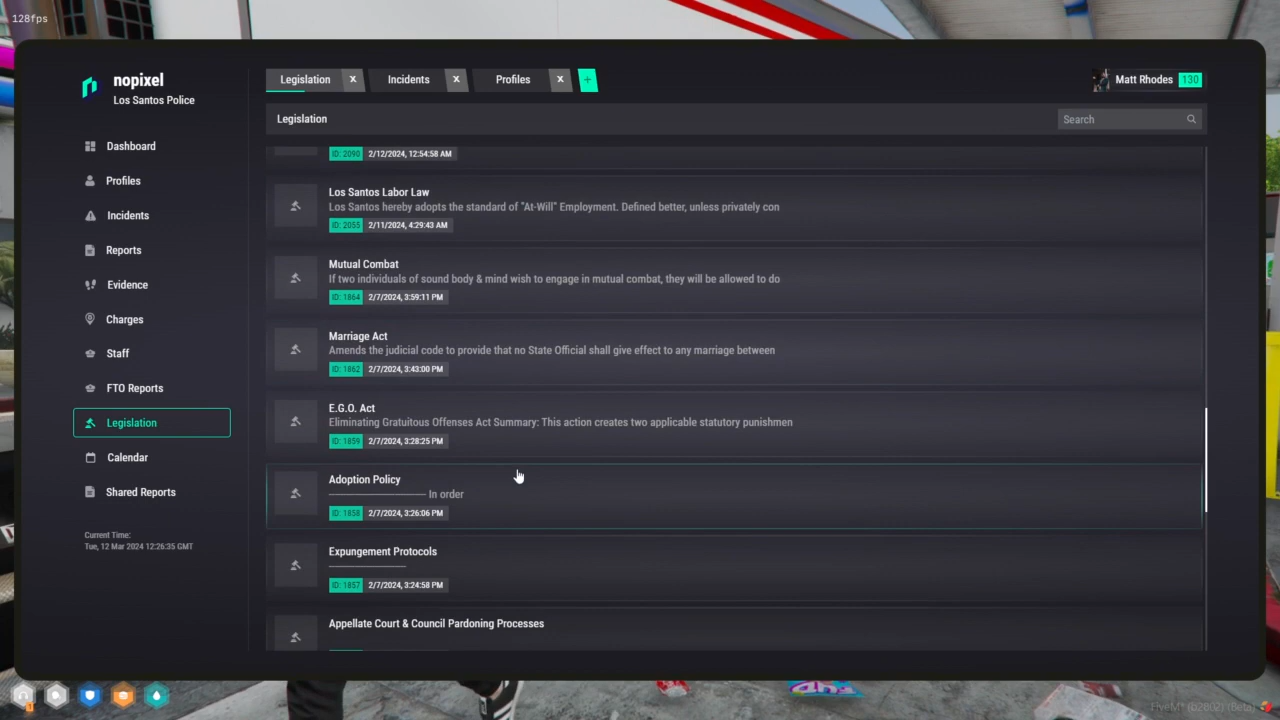 128fps
nopixel
Los Santos Police
Legislation x Incidents x Profiles x +
Matt Rhodes 130
Legislation
Search
Dashboard
Profiles
Incidents
Reports
Evidence
Charges
Staff
FTO Reports
Legislation
Calendar
Shared Reports
Current Time:
Tue, 12 Mar 2024 12:26:35 GMT
ID: 2090 2/12/2024, 12:54:58 AM
Los Santos Labor Law
Los Santos hereby adopts the standard of "At-Will" Employment. Defined better, unless privately con
ID: 2055 2/11/2024, 4:29:43 AM
Mutual Combat
If two individuals of sound body & mind wish to engage in mutual combat, they will be allowed to do
ID: 1864 2/7/2024, 3:59:11 PM
Marriage Act
Amends the judicial code to provide that no State Official shall give effect to any marriage between
ID: 1862 2/7/2024, 3:43:00 PM
E.G.O. Act
Eliminating Gratuitous Offenses Act Summary: This action creates two applicable statutory punishmen
ID: 1859 2/7/2024, 3:28:25 PM
Adoption Policy
In order
ID: 1858 2/7/2024, 3:26:06 PM
Expungement Protocols
ID: 1857 2/7/2024, 3:24:58 PM
Appellate Court & Council Pardoning Processes
FiveM* (b2802) (Beta)